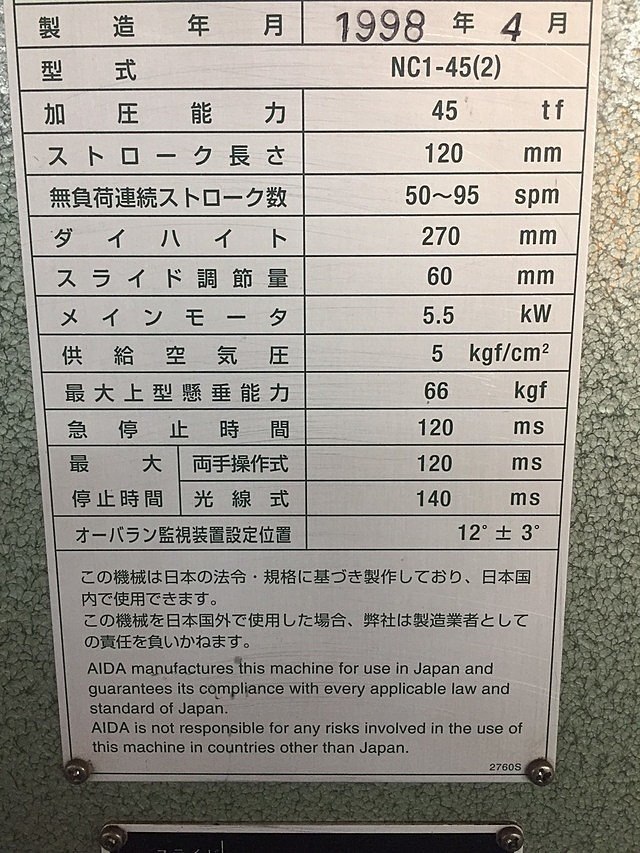 製造年月 1998年 4月
型式 NC1-45(2)
加圧能力 45 tf
ストローク長さ 120 mm
無負荷連続ストローク数 50～95 spm
ダイハイト 270 mm
スライド調節量 60 mm
メインモータ 5.5 kW
供給空気圧 5 kgf/cm²
最大上型懸垂能力 66 kgf
急停止時間 120 ms
最大 両手操作式 120 ms
停止時間 光線式 140 ms
オーバラン監視装置設定位置 12° ± 3°
この機械は日本の法令・規格に基づき製作しており、日本国
内で使用できます。
この機械を日本国外で使用した場合、弊社は製造業者として
の責任を負いかねます。
AIDA manufactures this machine for use in Japan and
guarantees its compliance with every applicable law and
standard of Japan.
AIDA is not responsible for any risks involved in the use of
this machine in countries other than Japan.
2760S
スライド